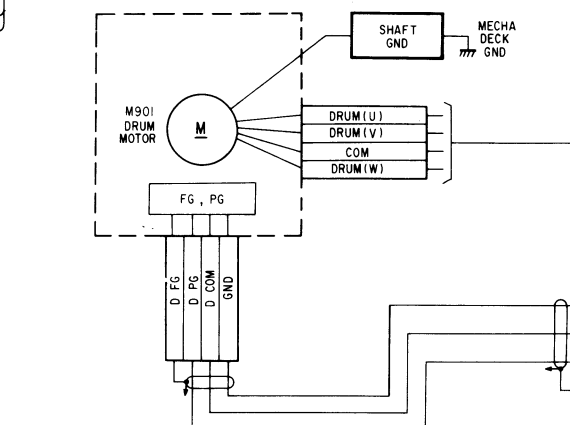 SHAFT
GND
MECHA
DECK
GND
M901
DRUM
MOTOR
M
DRUM(U)
DRUM(V)
COM
DRUM(W)
FG , PG
D FG
D PG
D COM
GND